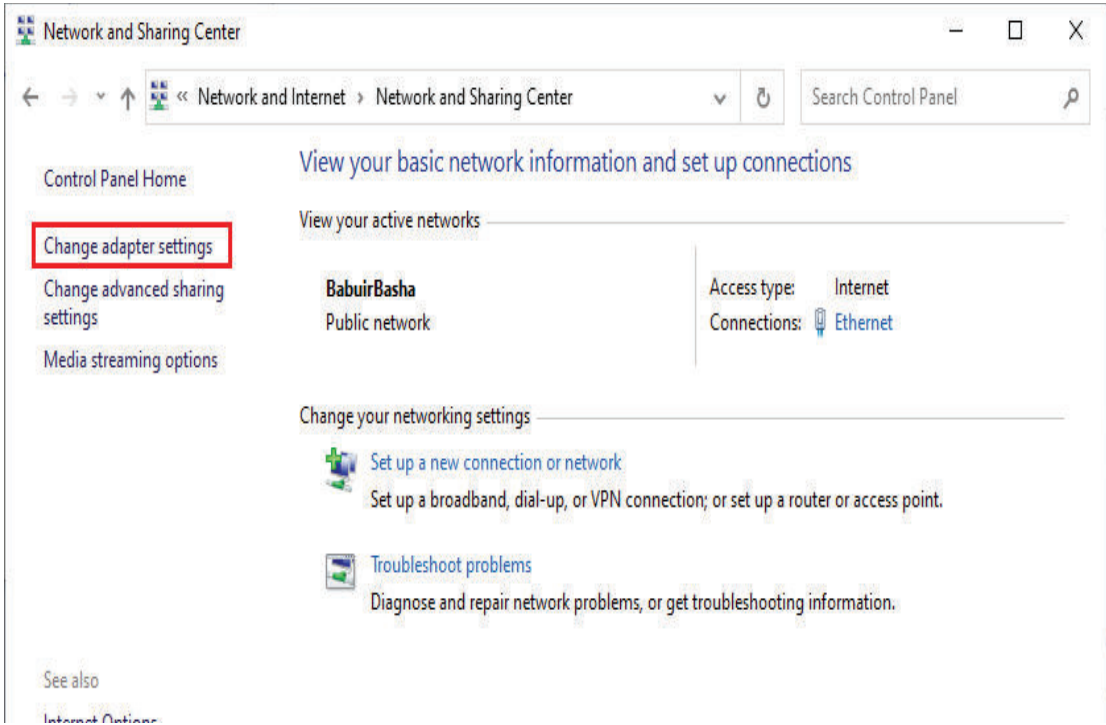 Network and Sharing Center
« Network and Internet › Network and Sharing Center
Search Control Panel
Control Panel Home
Change adapter settings
Change advanced sharing
settings
Media streaming options
See also
Internet Options
View your basic network information and set up connections
View your active networks
BabuirBasha
Public network
Access type: Internet
Connections: Ethernet
Change your networking settings
Set up a new connection or network
Set up a broadband, dial-up, or VPN connection; or set up a router or access point.
Troubleshoot problems
Diagnose and repair network problems, or get troubleshooting information.